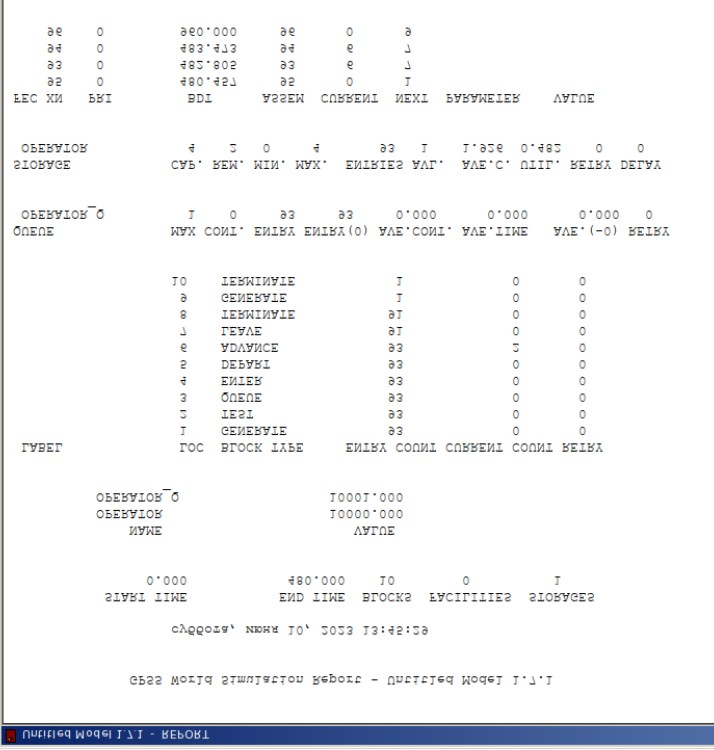 Untitled Model 1.7.1 - REPORT
GPSS World Simulation Report - Untitled Model 1.7.1
суббота, июня 10, 2023 13:45:29
START TIME END TIME BLOCKS FACILITIES STORAGES
0.000 480.000 10 0 1
NAME VALUE
OPERATOR 10000.000
OPERATOR_Q 10001.000
LABEL LOC BLOCK TYPE ENTRY COUNT CURRENT COUNT RETRY
1 GENERATE 93 0 0
2 TEST 93 0 0
3 QUEUE 93 0 0
4 ENTER 93 0 0
5 DEPART 93 0 0
6 ADVANCE 93 2 0
7 LEAVE 91 0 0
8 TERMINATE 91 0 0
9 GENERATE 1 0 0
10 TERMINATE 1 0 0
QUEUE MAX CONT. ENTRY ENTRY(0) AVE.CONT. AVE.TIME AVE.(-0) RETRY
OPERATOR_Q 1 0 93 93 0.000 0.000 0.000 0
STORAGE CAP. REM. MIN. MAX. ENTRIES AVL. AVE.C. UTIL. RETRY DELAY
OPERATOR 4 2 0 4 93 1 1.926 0.482 0 0
FEC XN PRI BDT ASSEM CURRENT NEXT PARAMETER VALUE
95 0 480.457 95 0 1
93 0 482.805 93 6 7
94 0 483.473 94 6 7
96 0 960.000 96 0 9